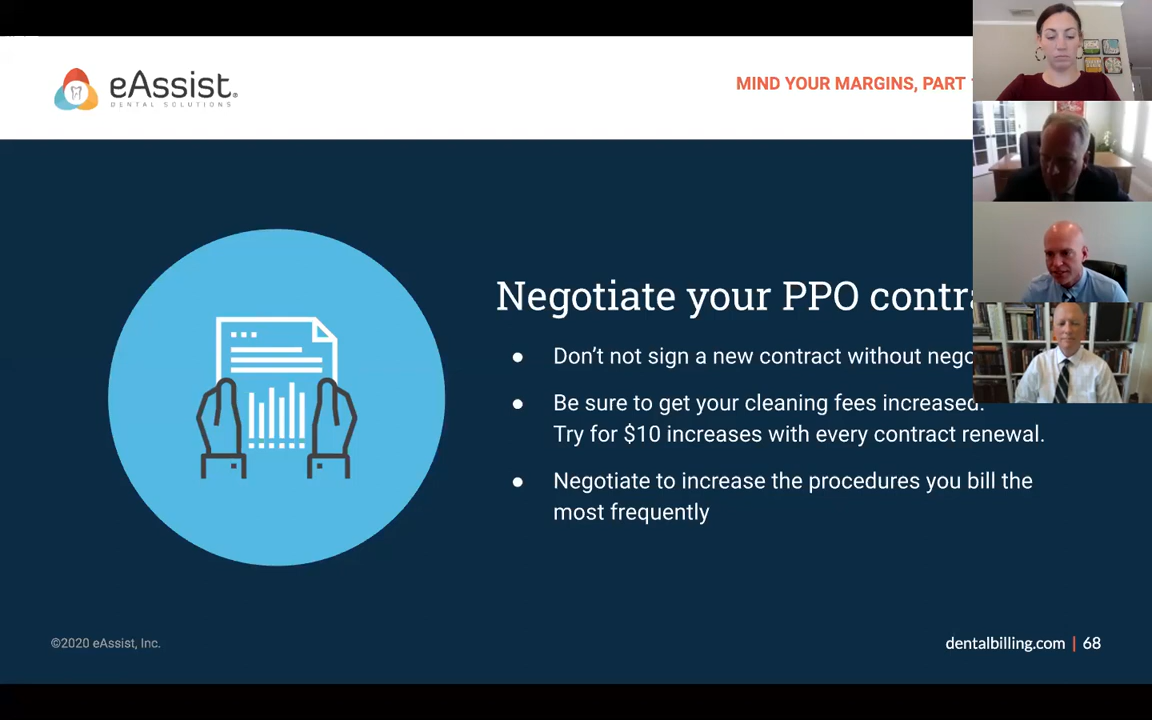 eAssist®
DENTAL SOLUTIONS
MIND YOUR MARGINS, PART
Negotiate your PPO contra
Don't not sign a new contract without nego
Be sure to get your cleaning fees increased.
Try for $10 increases with every contract renewal.
Negotiate to increase the procedures you bill the
most frequently
©2020 eAssist, Inc.
dentalbilling.com | 68